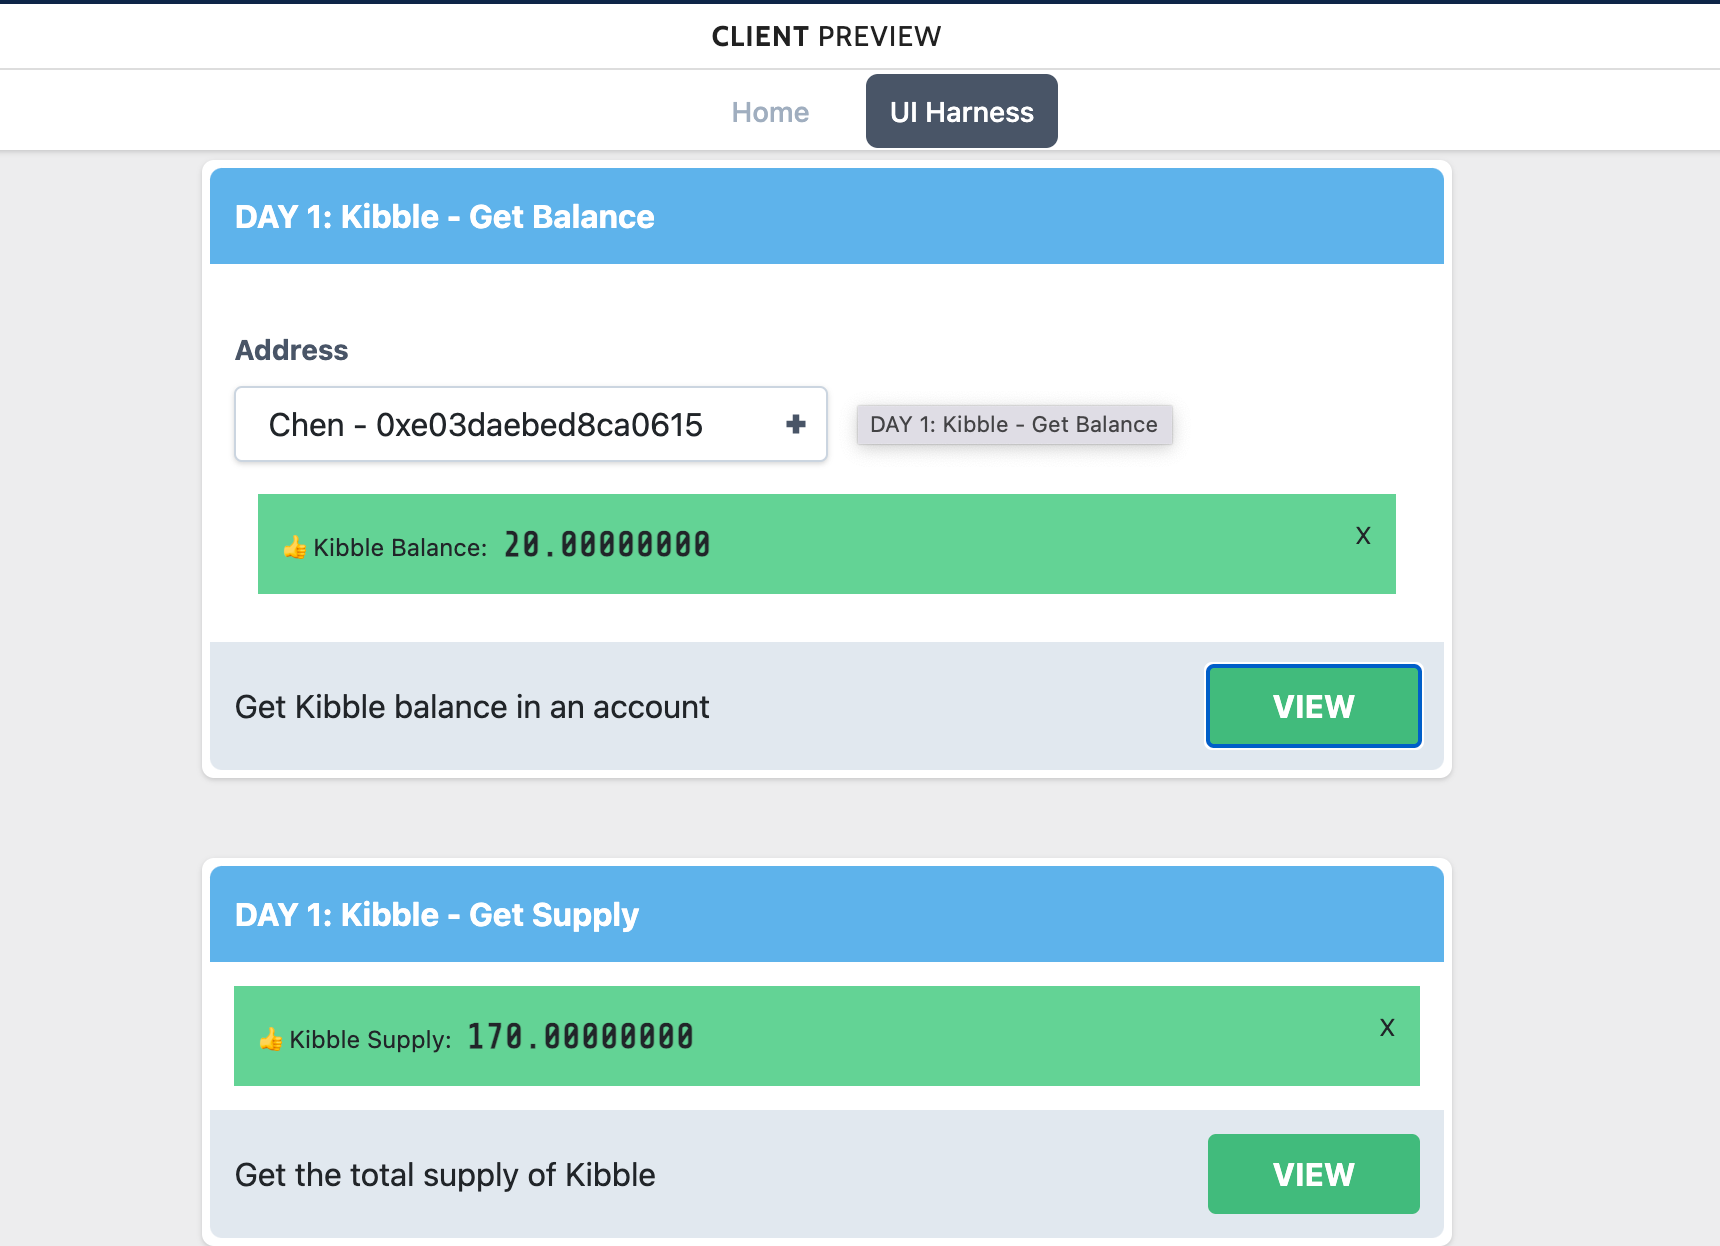 CLIENT PREVIEW
Home UI Harness
DAY 1: Kibble - Get Balance
Address
Chen - 0xe03daebed8ca0615
DAY 1: Kibble - Get Balance
👍 Kibble Balance: 20.00000000 X
Get Kibble balance in an account VIEW
DAY 1: Kibble - Get Supply
👍 Kibble Supply: 170.00000000 X
Get the total supply of Kibble VIEW